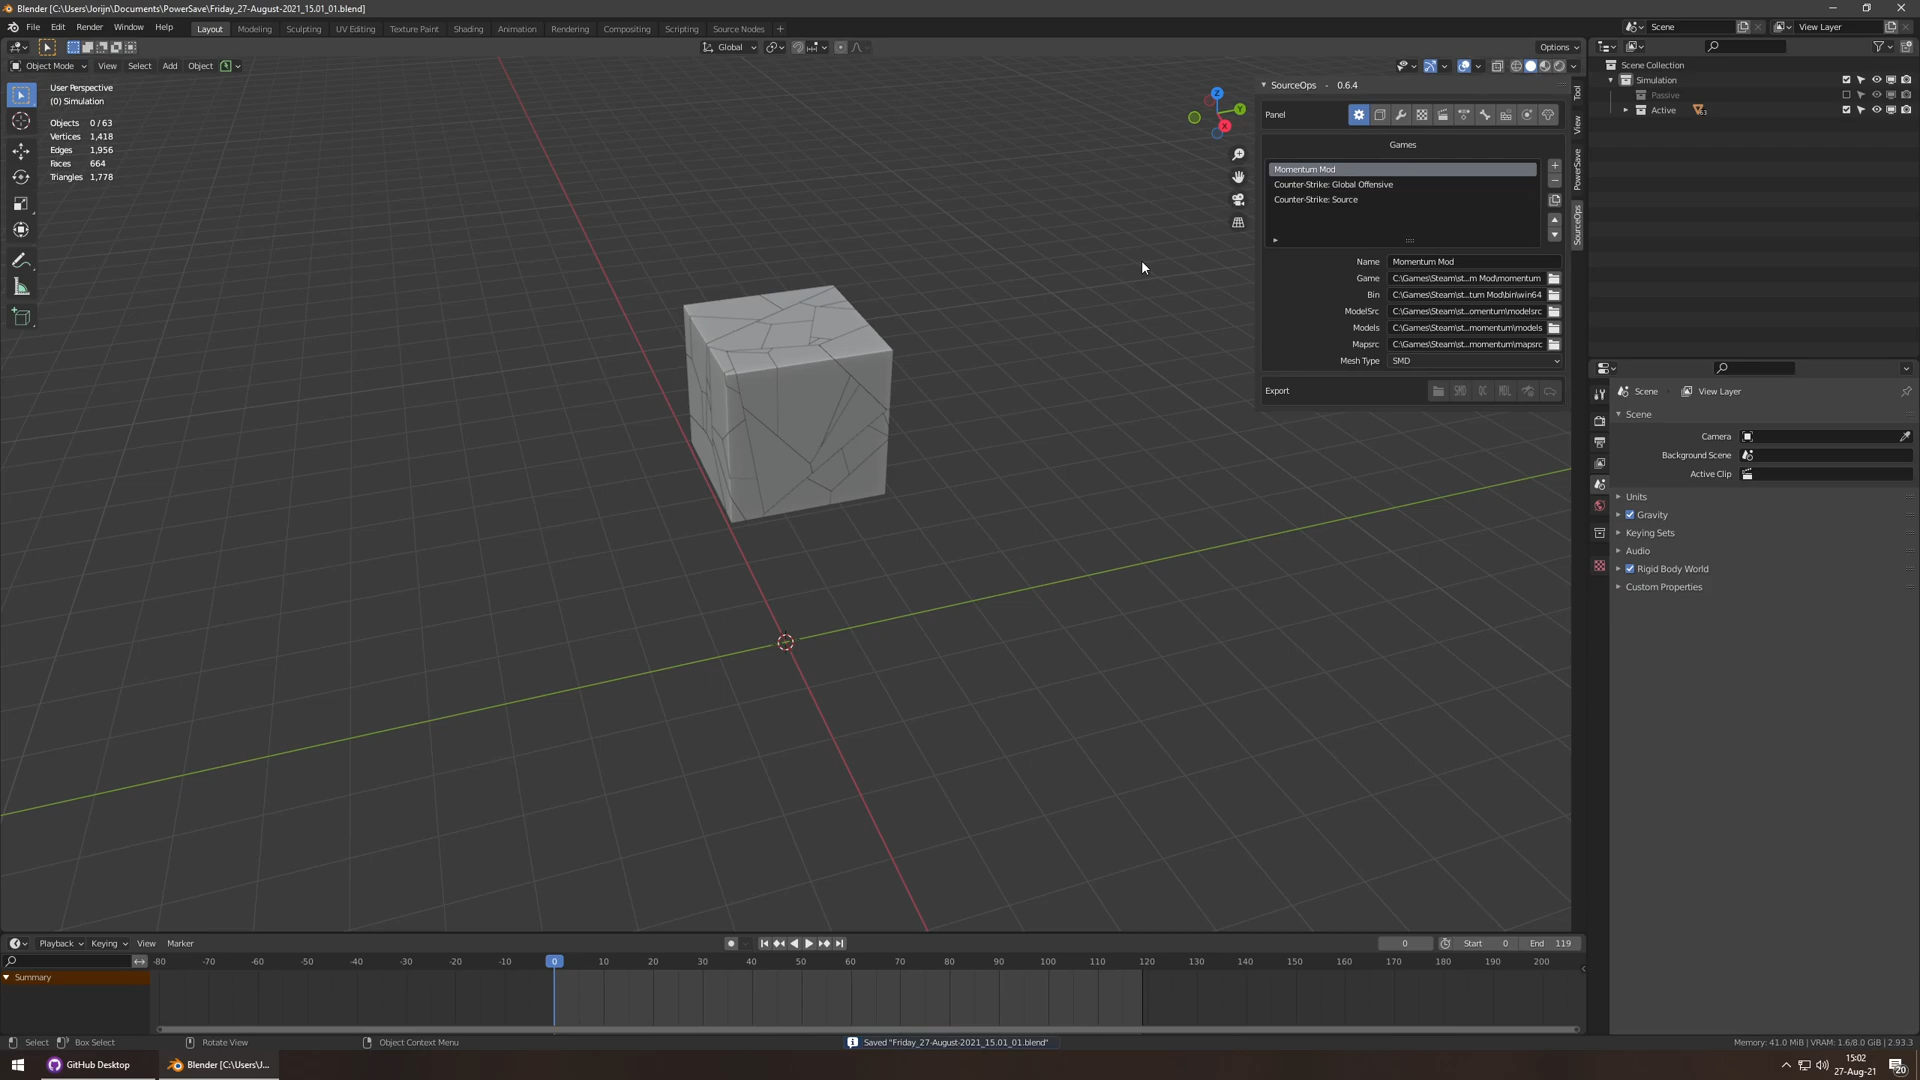 Blender [C:\Users\Jorijn\Documents\PowerSave\Friday_27-August-2021_15.01_01.blend]
File Edit Render Window Help
Layout Modeling Sculpting UV Editing Texture Paint Shading Animation Rendering Compositing Scripting Source Nodes +
Scene
View Layer
Global
Options
Object Mode View Select Add Object
User Perspective
(0) Simulation
Objects 0 / 63
Vertices 1,418
Edges 1,956
Faces 664
Triangles 1,778
Z
Y
X
SourceOps - 0.6.4
Panel
Games
Momentum Mod
Counter-Strike: Global Offensive
Counter-Strike: Source
Name Momentum Mod
Game C:\Games\Steam\st...m Mod\momentum
Bin C:\Games\Steam\st...tum Mod\bin\win64
ModelSrc C:\Games\Steam\st...omentum\modelsrc
Models C:\Games\Steam\st...momentum\models
Mapsrc C:\Games\Steam\st...momentum\mapsrc
Mesh Type SMD
Export SMD QC MDL
Tool
View
PowerSave
SourceOps
Scene Collection
Simulation
Passive
Active 63
Scene View Layer
Scene
Camera
Background Scene
Active Clip
Units
Gravity
Keying Sets
Audio
Rigid Body World
Custom Properties
Playback Keying View Marker
0 Start 0 End 119
-80 -70 -60 -50 -40 -30 -20 -10 0 10 20 30 40 50 60 70 80 90 100 110 120 130 140 150 160 170 180 190 200
Summary
Select Box Select Rotate View Object Context Menu
Saved "Friday_27-August-2021_15.01_01.blend"
Memory: 41.0 MiB | VRAM: 1.6/8.0 GiB | 2.93.3
GitHub Desktop
Blender [C:\Users\J...
15:02
27-Aug-21
20